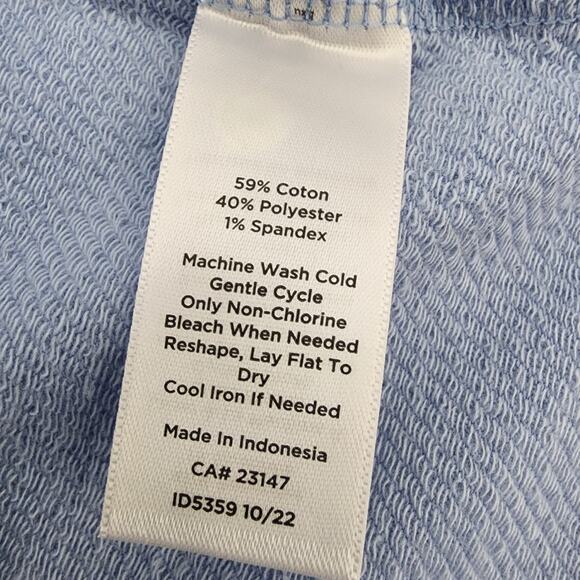 59% Coton
40% Polyester
1% Spandex
Machine Wash Cold
Gentle Cycle
Only Non-Chlorine
Bleach When Needed
Reshape, Lay Flat To
Dry
Cool Iron If Needed
Made In Indonesia
CA# 23147
ID5359 10/22